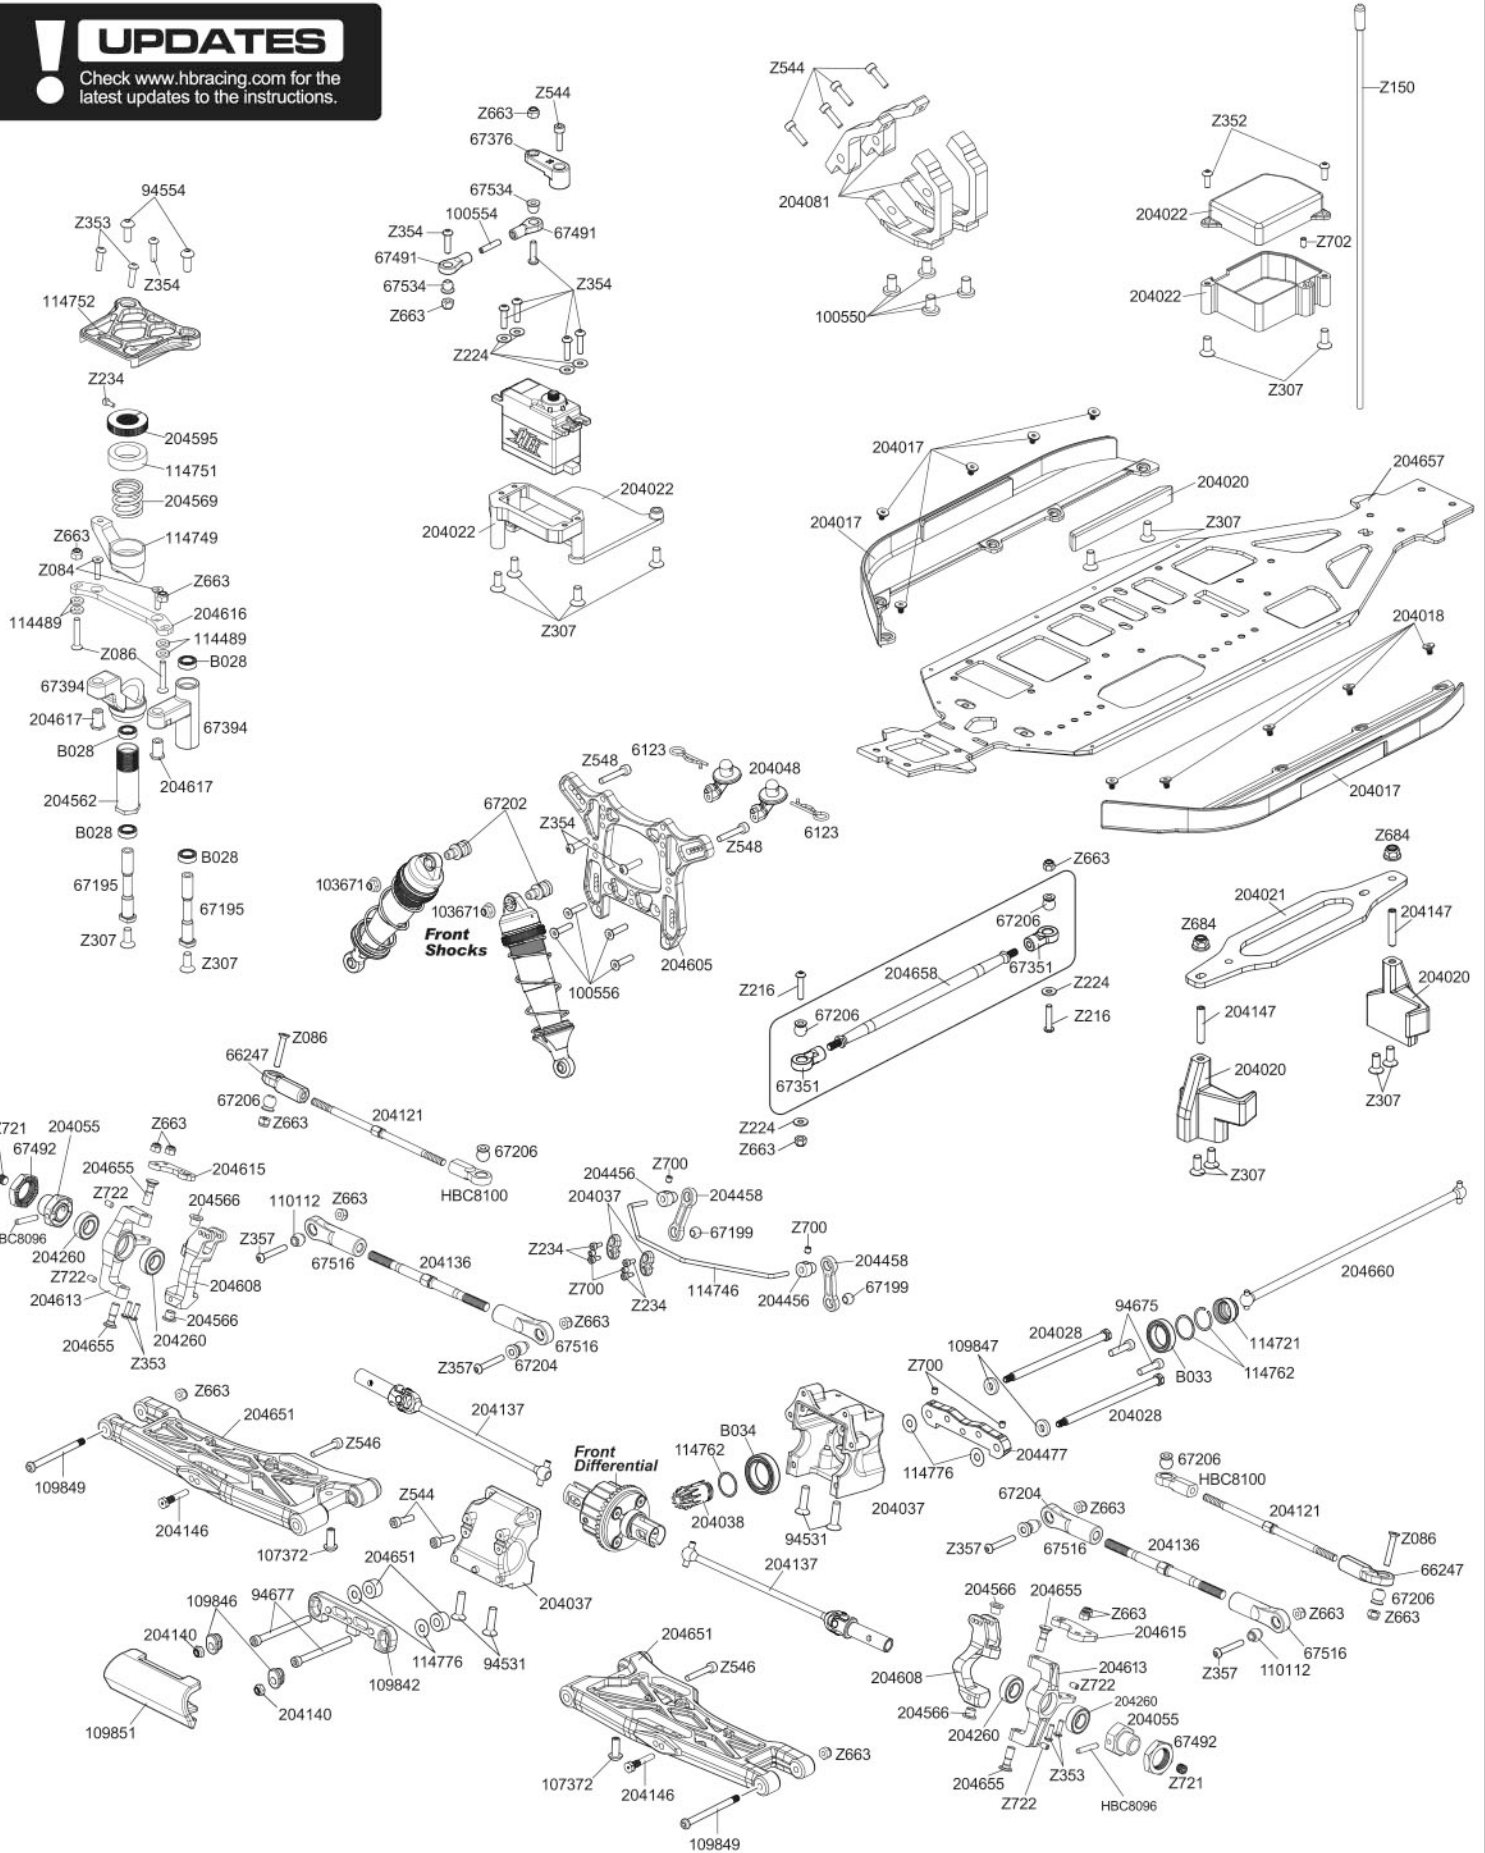 UPDATES
Check www.hbracing.com for the
latest updates to the instructions.
Z544
Z663
67376
67534
100554
Z354
67491
67491
67534
Z663
Z354
Z224
204022
204022
Z307
Z544
204081
100550
Z150
Z352
204022
Z702
204022
Z307
94554
Z353
Z354
114752
Z234
204595
114751
204569
114749
Z663
Z084
Z663
204616
114489
114489
Z086
B028
67394
204617
67394
B028
204617
204562
B028
B028
67195
67195
Z307
Z307
204017
204657
204020
204017
Z307
204018
204017
6123
Z548
204048
67202
Z354
6123
Z548
103671
103671
Front
Shocks
204605
100556
Z663
67206
67351
204658
Z216
Z224
67206
Z216
67351
Z224
Z663
Z684
204021
204147
Z684
204020
204147
204020
Z307
Z307
Z086
66247
67206
Z663
204121
67206
HBC8100
Z721
204055
Z663
67492
204655
204615
Z722
204566
HBC8096
204260
Z722
204608
204613
204566
204655
204260
Z353
110112
Z663
Z357
67516
204136
Z663
67516
Z357
67204
Z700
204456
204037
204458
67199
Z234
Z700
Z234
114746
Z700
204458
204456
67199
204660
94675
204028
114721
109847
Z700
B033
114762
204028
204477
114776
Z663
204651
Z546
109849
204146
107372
204137
Front
Differential
B034
114762
204038
204037
94531
Z544
204651
204037
94677
109846
204140
114776
94531
109842
204140
109851
204137
204651
Z546
Z663
107372
204146
109849
67206
HBC8100
67204
Z663
204121
Z357
67516
204136
Z086
66247
67206
Z663
204566
204655
Z663
Z663
204615
67516
Z357
110112
204608
204613
Z722
204566
204260
204260
204055
67492
204655
Z353
Z721
Z722
HBC8096